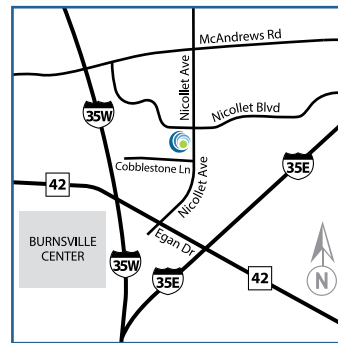 McAndrews Rd
Nicollet Ave
Nicollet Blvd
35W
35E
Cobblestone Ln
42
Nicollet Ave
BURNSVILLE
CENTER
Egan Dr
35W
35E
42
N